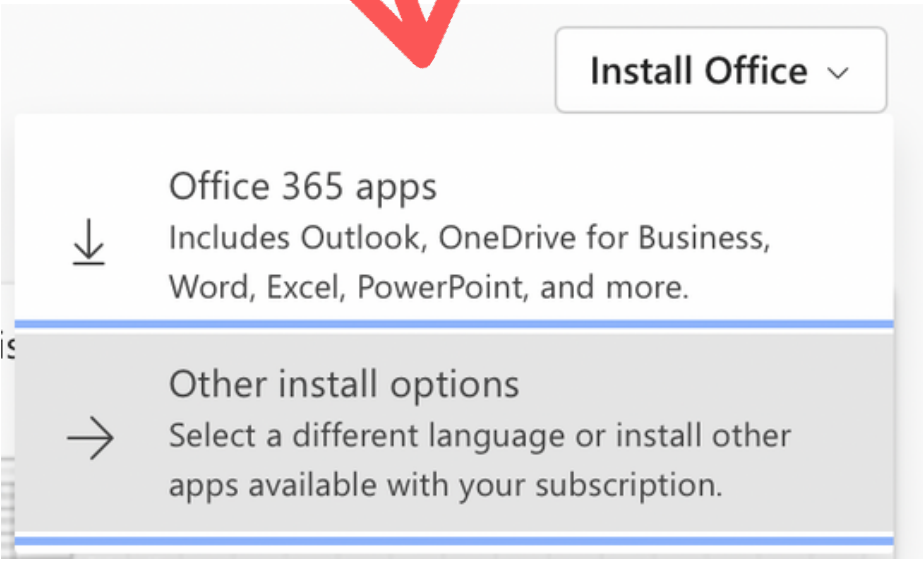 Install Office
Office 365 apps
Includes Outlook, OneDrive for Business,
Word, Excel, PowerPoint, and more.
Other install options
Select a different language or install other
apps available with your subscription.